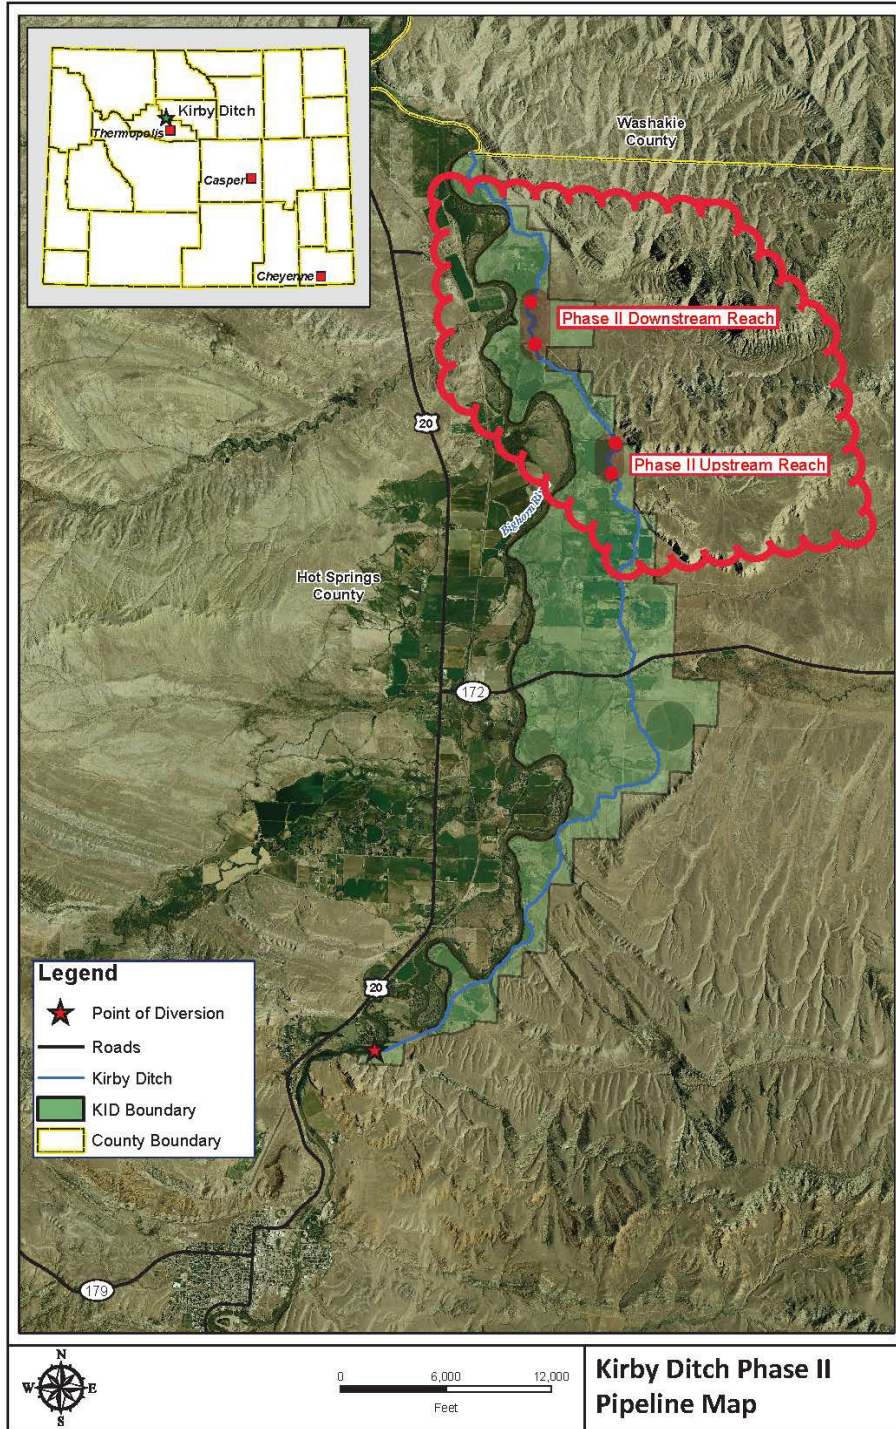 Kirby Ditch
Thermopolis
Casper
Cheyenne
Washakie
County
Phase II Downstream Reach
20
Phase II Upstream Reach
Bighorn River
Hot Springs
County
172
Legend
Point of Diversion
Roads
Kirby Ditch
KID Boundary
County Boundary
20
179
N
W
E
S
0
6,000
12,000
Feet
Kirby Ditch Phase II
Pipeline Map